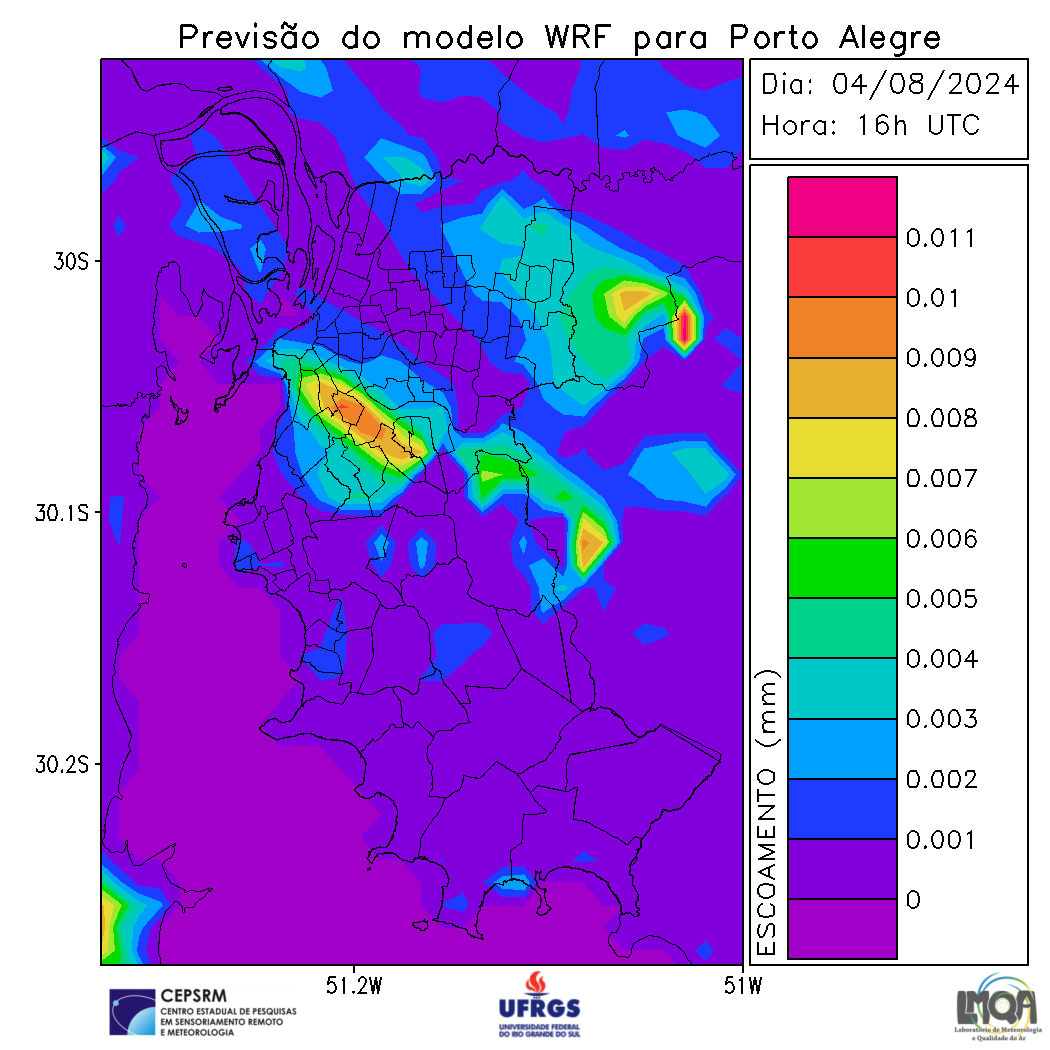 Previsão do modelo WRF para Porto Alegre
Dia: 04/08/2024
Hora: 16h UTC
30S
30.1S
30.2S
51.2W
51W
ESCOAMENTO (mm)
0.011
0.01
0.009
0.008
0.007
0.006
0.005
0.004
0.003
0.002
0.001
0
CEPSRM
CENTRO ESTADUAL DE PESQUISAS
EM SENSORIAMENTO REMOTO
E METEOROLOGIA
UFRGS
UNIVERSIDADE FEDERAL
DO RIO GRANDE DO SUL
LMQA
Laboratório de Meteorologia
e Qualidade do Ar